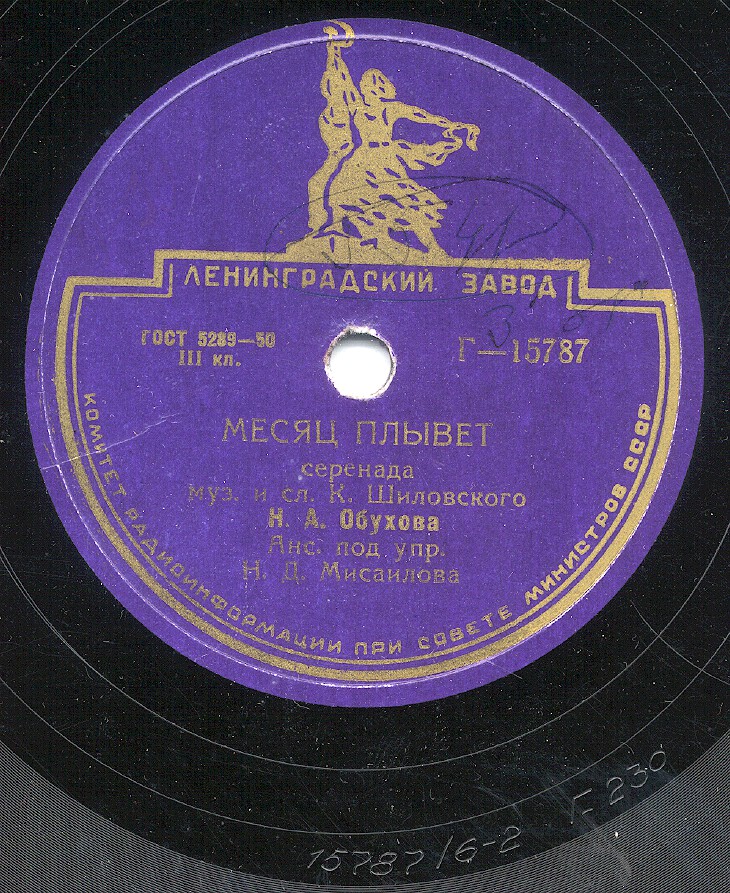 ЛЕНИНГРАДСКИЙ ЗАВОД
ГОСТ 5289—50
III кл.
Г—15787
МЕСЯЦ ПЛЫВЕТ
серенада
муз. и сл. К. Шиловского
Н. А. Обухова
Анс. под упр.
Н. Д. Мисаилова
КОМИТЕТ РАДИОИНФОРМАЦИИ ПРИ СОВЕТЕ МИНИСТРОВ СССР
15787/6-2 F 230